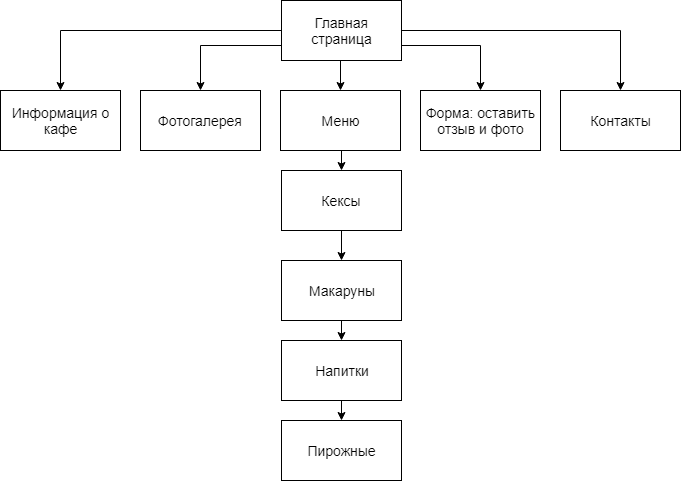 Главная
страница
Информация о
кафе
Фотогалерея
Меню
Форма: оставить
отзыв и фото
Контакты
Кексы
Макаруны
Напитки
Пирожные